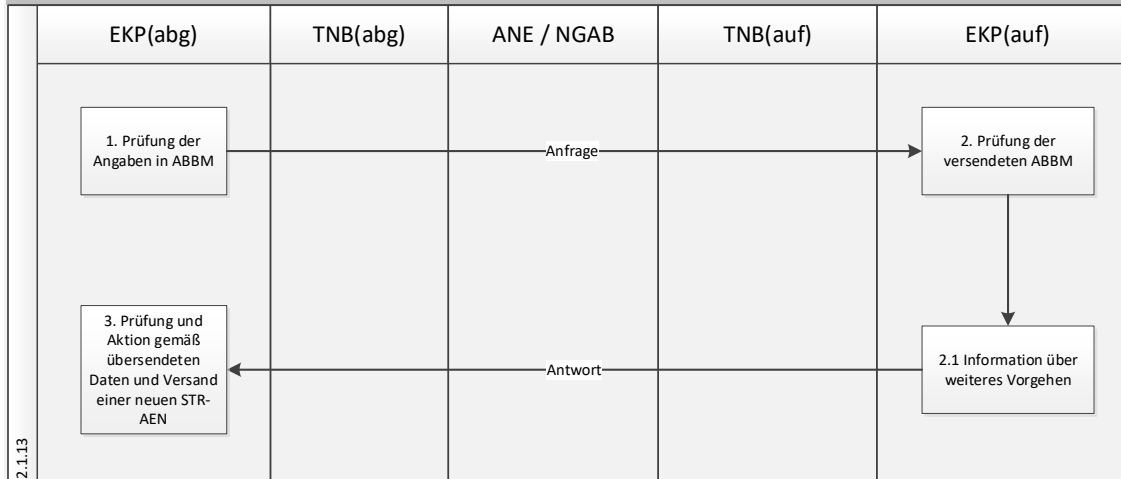 EKP(abg)
TNB(abg)
ANE / NGAB
TNB(auf)
EKP(auf)
1. Prüfung der
Angaben in ABBM
Anfrage
2. Prüfung der
versendeten ABBM
3. Prüfung und
Aktion gemäß
übersendeten
Daten und Versand
einer neuen STR-
AEN
Antwort
2.1 Information über
weiteres Vorgehen
2.1.13